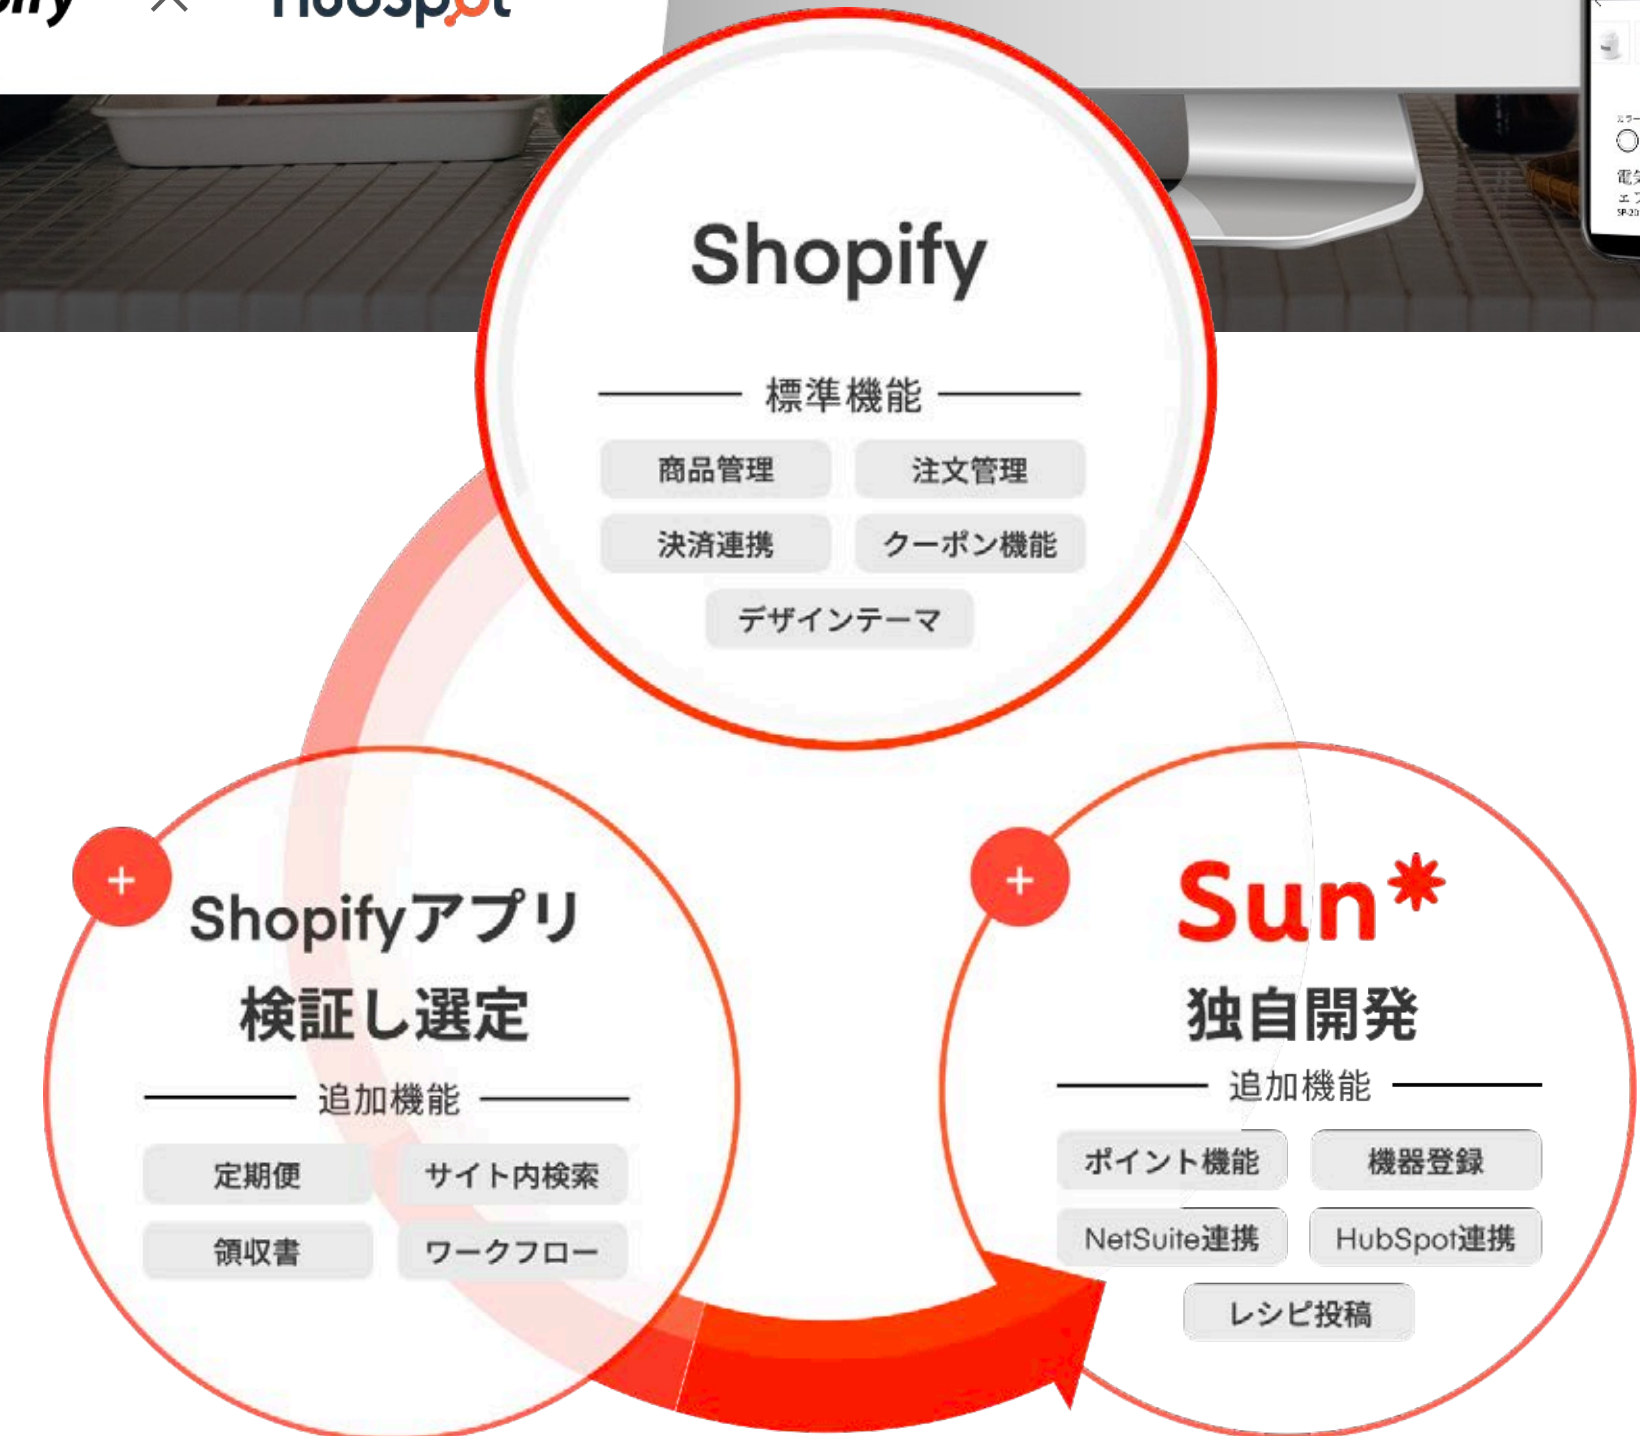 HubSpot
Shopify
標準機能
商品管理
注文管理
決済連携
クーポン機能
デザインテーマ
+
Shopifyアプリ
検証し選定
追加機能
定期便
サイト内検索
領収書
ワークフロー
+
Sun*
独自開発
追加機能
ポイント機能
機器登録
NetSuite連携
HubSpot連携
レシピ投稿